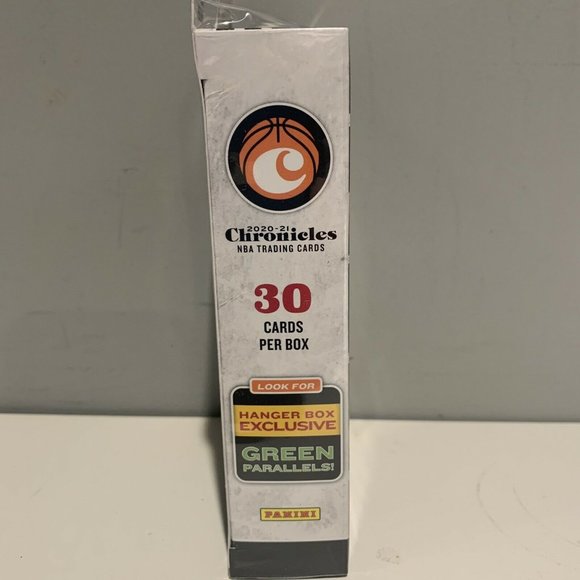 C
2020-21
Chronicles
NBA TRADING CARDS
30
CARDS
PER BOX
LOOK FOR
HANGER BOX
EXCLUSIVE
GREEN
PARALLELS!
PANINI